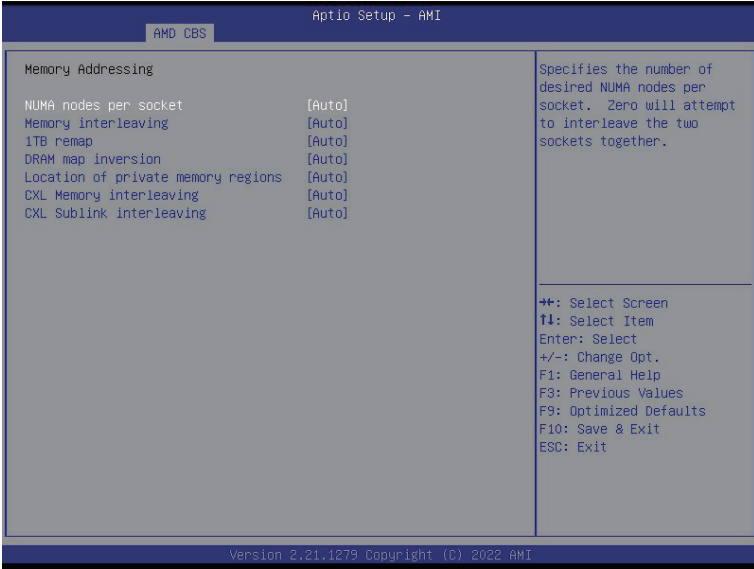 Aptio Setup – AMI
AMD CBS
Memory Addressing
NUMA nodes per socket [Auto]
Memory interleaving [Auto]
1TB remap [Auto]
DRAM map inversion [Auto]
Location of private memory regions [Auto]
CXL Memory interleaving [Auto]
CXL Sublink interleaving [Auto]
Specifies the number of
desired NUMA nodes per
socket. Zero will attempt
to interleave the two
sockets together.
→←: Select Screen
↑↓: Select Item
Enter: Select
+/-: Change Opt.
F1: General Help
F3: Previous Values
F9: Optimized Defaults
F10: Save & Exit
ESC: Exit
Version 2.21.1279 Copyright (C) 2022 AMI